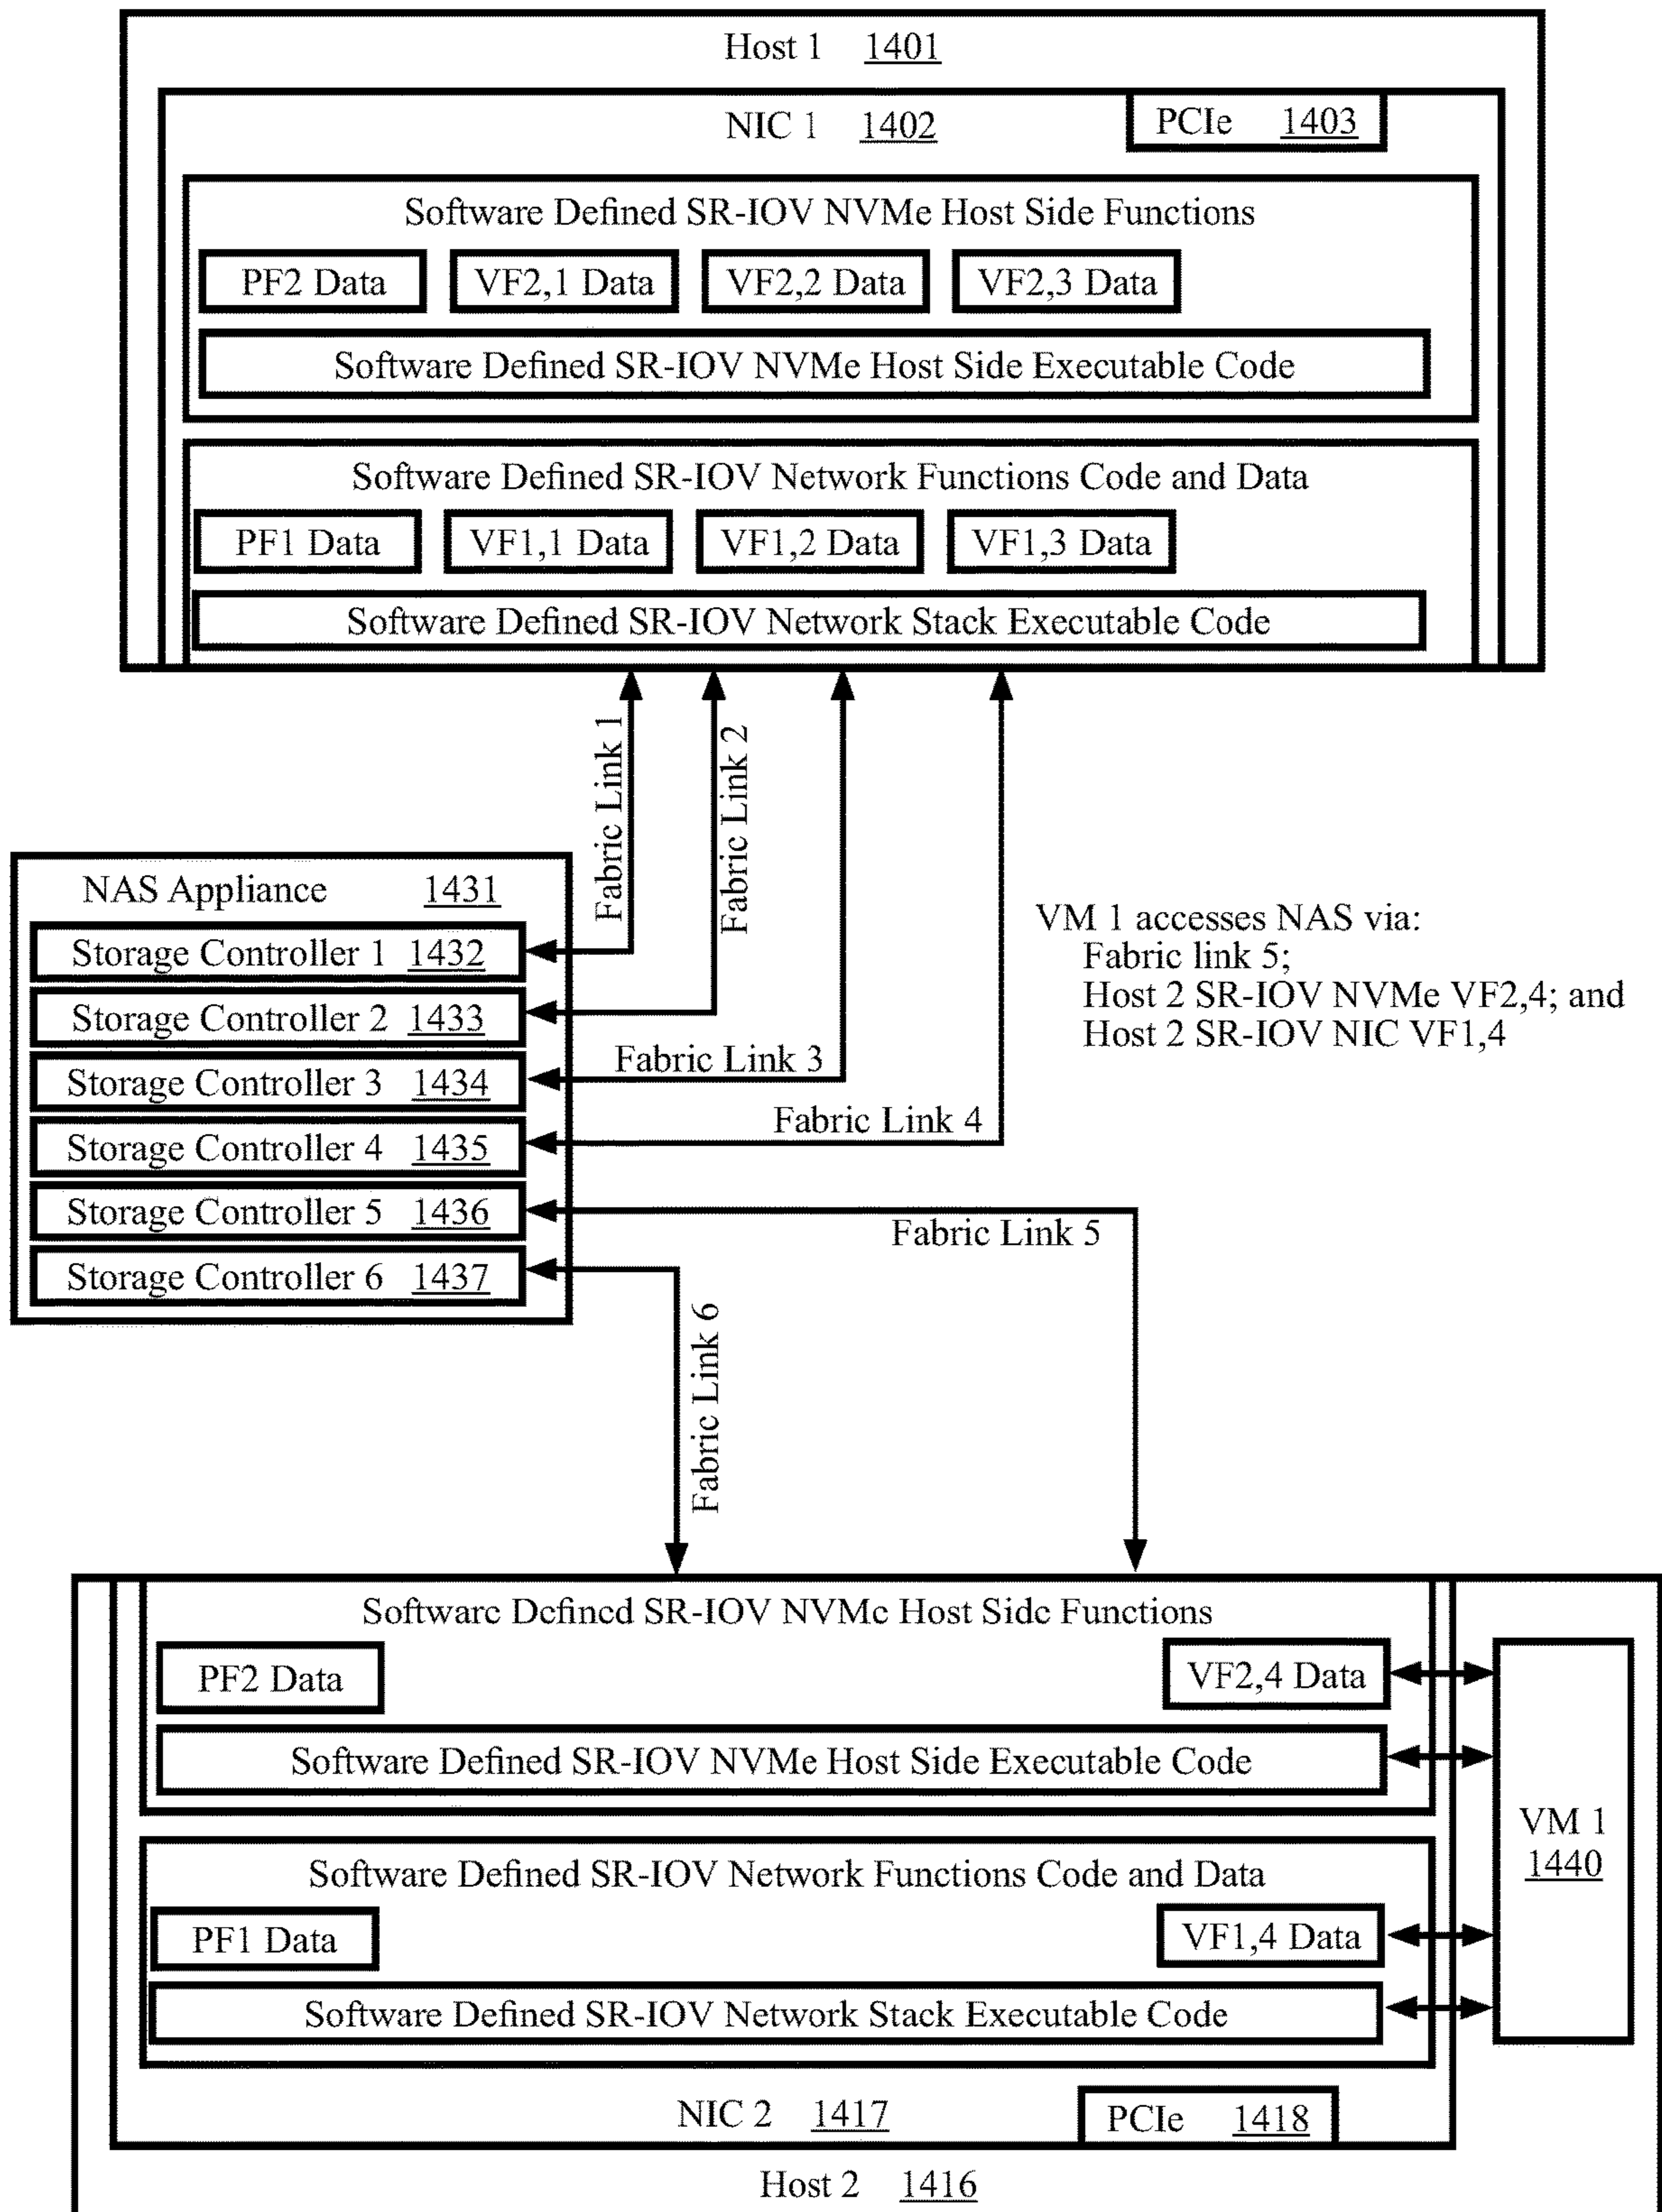 Host 1 1401
NIC 1 1402
PCIe 1403
Software Defined SR-IOV NVMe Host Side Functions
PF2 Data VF2,1 Data VF2,2 Data VF2,3 Data
Software Defined SR-IOV NVMe Host Side Executable Code
Software Defined SR-IOV Network Functions Code and Data
PF1 Data VF1,1 Data VF1,2 Data VF1,3 Data
Software Defined SR-IOV Network Stack Executable Code
Fabric Link 1
Fabric Link 2
NAS Appliance 1431
Storage Controller 1 1432
Storage Controller 2 1433
Storage Controller 3 1434
Storage Controller 4 1435
Storage Controller 5 1436
Storage Controller 6 1437
Fabric Link 3
Fabric Link 4
VM 1 accesses NAS via:
Fabric link 5;
Host 2 SR-IOV NVMe VF2,4; and
Host 2 SR-IOV NIC VF1,4
Fabric Link 5
Fabric Link 6
Software Defined SR-IOV NVMe Host Side Functions
PF2 Data VF2,4 Data
Software Defined SR-IOV NVMe Host Side Executable Code
Software Defined SR-IOV Network Functions Code and Data
PF1 Data VF1,4 Data
Software Defined SR-IOV Network Stack Executable Code
VM 1
1440
NIC 2 1417
PCIe 1418
Host 2 1416